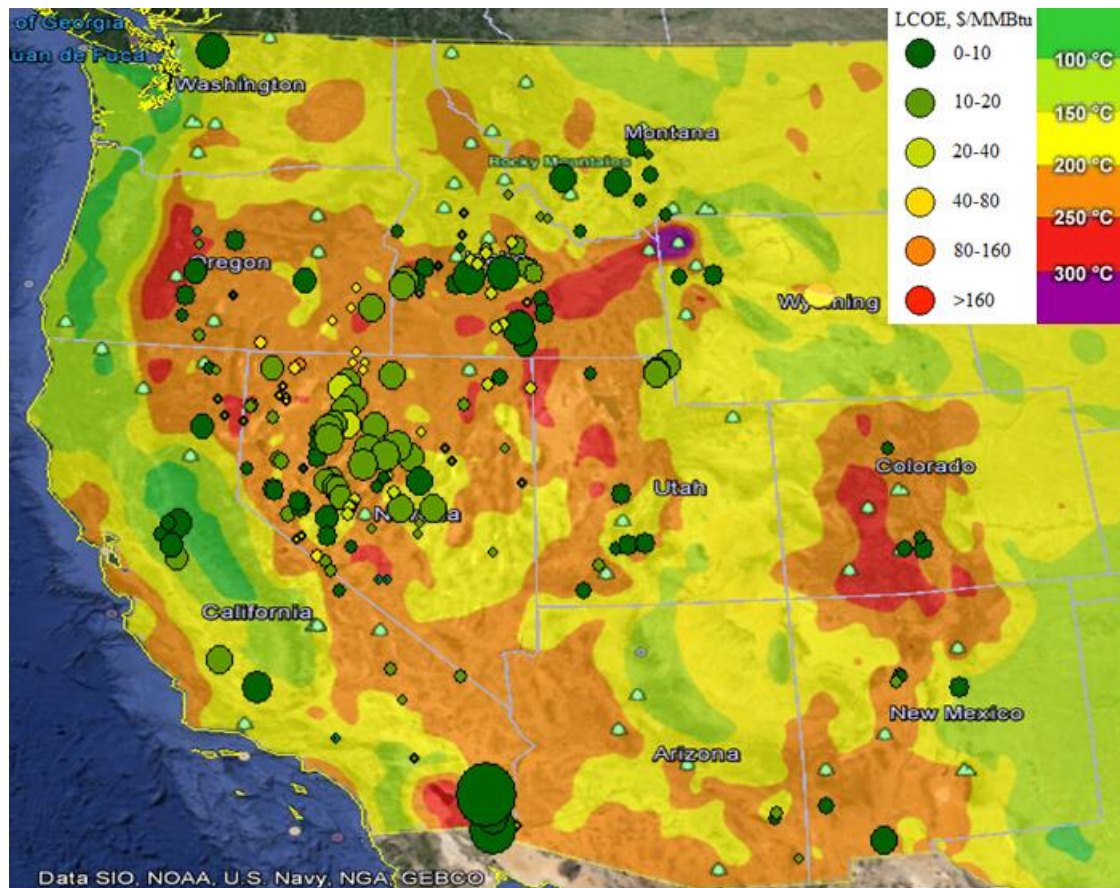 of Georgia
uán de Fuca
Washington
Montana
Rocky Mountains
Oregon
Wyoming
Nevada
Utah
Colorado
California
Arizona
New Mexico
LCOE, $/MMBtu
0-10
10-20
20-40
40-80
80-160
>160
100 °C
150 °C
200 °C
250 °C
300 °C
Data SIO, NOAA, U.S. Navy, NGA, GEBCO